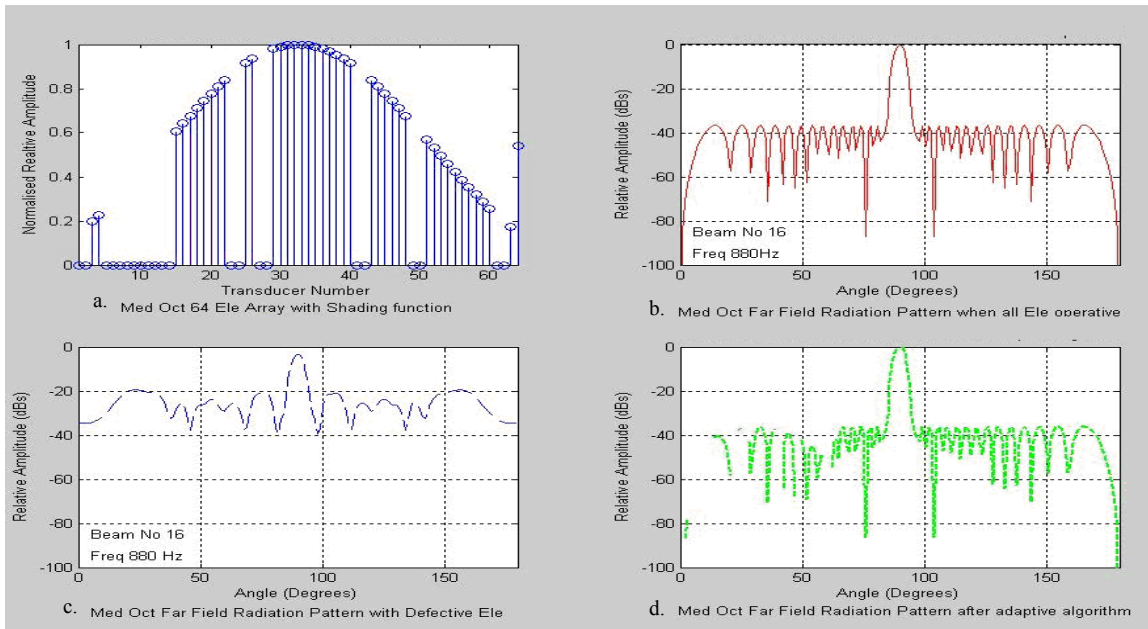 1
0.8
0.6
0.4
0.2
0
Normalised Reaitive Amplitude
10 20 30 40 50 60
Transducer Number
a. Med Oct 64 Ele Array with Shading function
0
-20
-40
-60
-80
-100
Relative Amplitude (dBs)
Beam No 16
Freq 880Hz
0 50 100 150
Angle (Degrees)
b. Med Oct Far Field Radiation Pattern when all Ele operative
0
-20
-40
-60
-80
-100
Relative Amplitude (dBs)
Beam No 16
Freq 880 Hz
0 50 100 150
Angle (Degrees)
c. Med Oct Far Field Radiation Pattern with Defective Ele
0
-20
-40
-60
-80
-100
Relative Amplitude (dBs)
0 50 100 150
Angle (Degrees)
d. Med Oct Far Field Radiation Pattern after adaptive algorithm